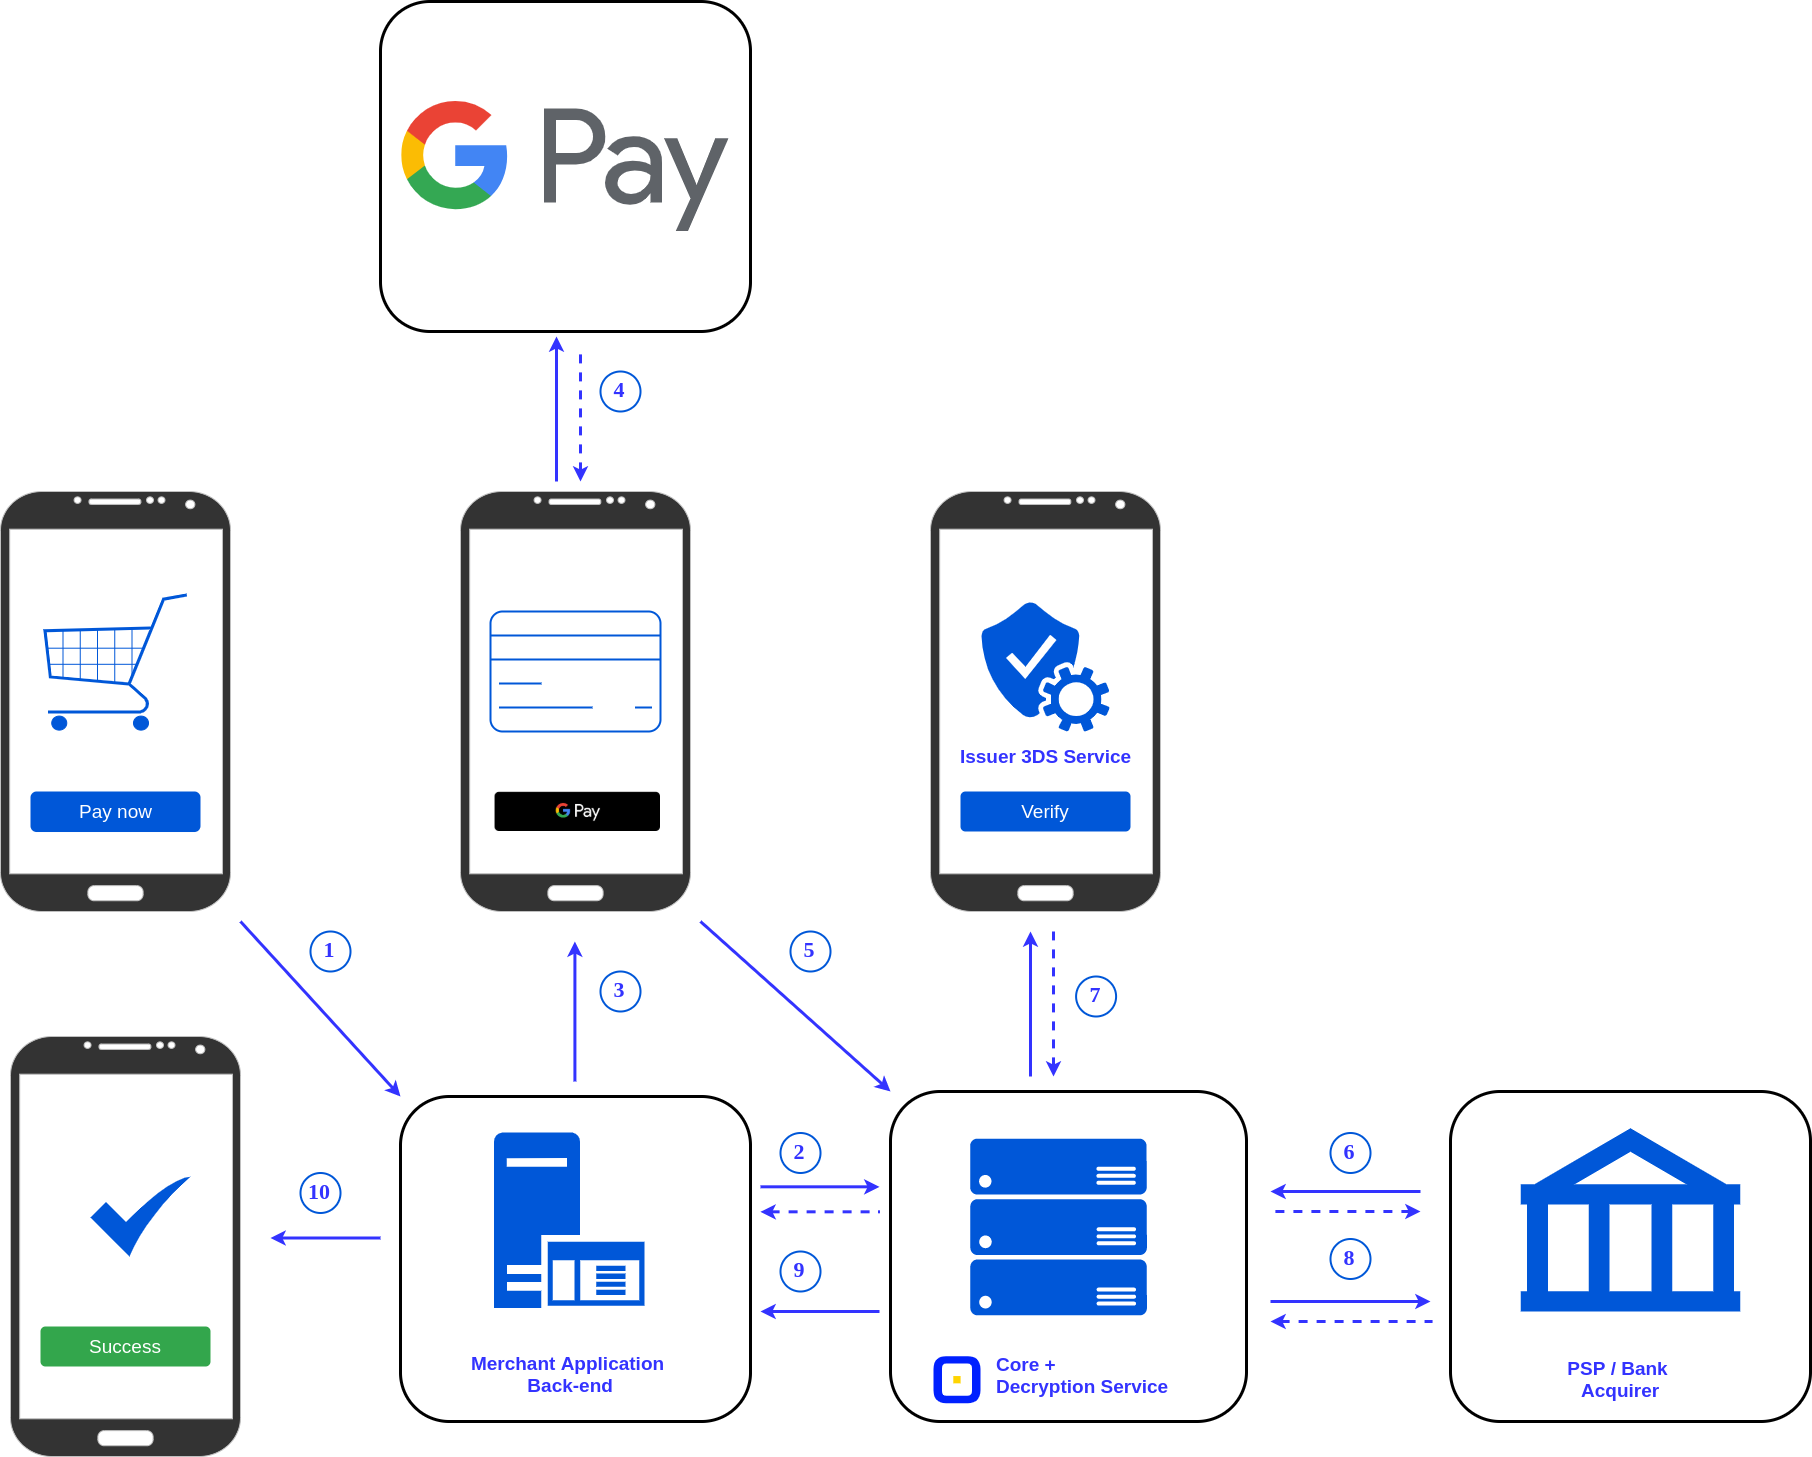 G Pay
4
Pay now
G Pay
Issuer 3DS Service
Verify
1
3
5
7
Success
10
Merchant Application
Back-end
2
9
Core +
Decryption Service
6
8
PSP / Bank
Acquirer